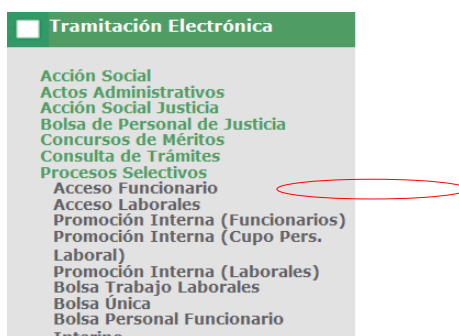 Tramitación Electrónica
Acción Social
Actos Administrativos
Acción Social Justicia
Bolsa de Personal de Justicia
Concursos de Méritos
Consulta de Trámites
Procesos Selectivos
Acceso Funcionario
Acceso Laborales
Promoción Interna (Funcionarios)
Promoción Interna (Cupo Pers.
Laboral)
Promoción Interna (Laborales)
Bolsa Trabajo Laborales
Bolsa Única
Bolsa Personal Funcionario